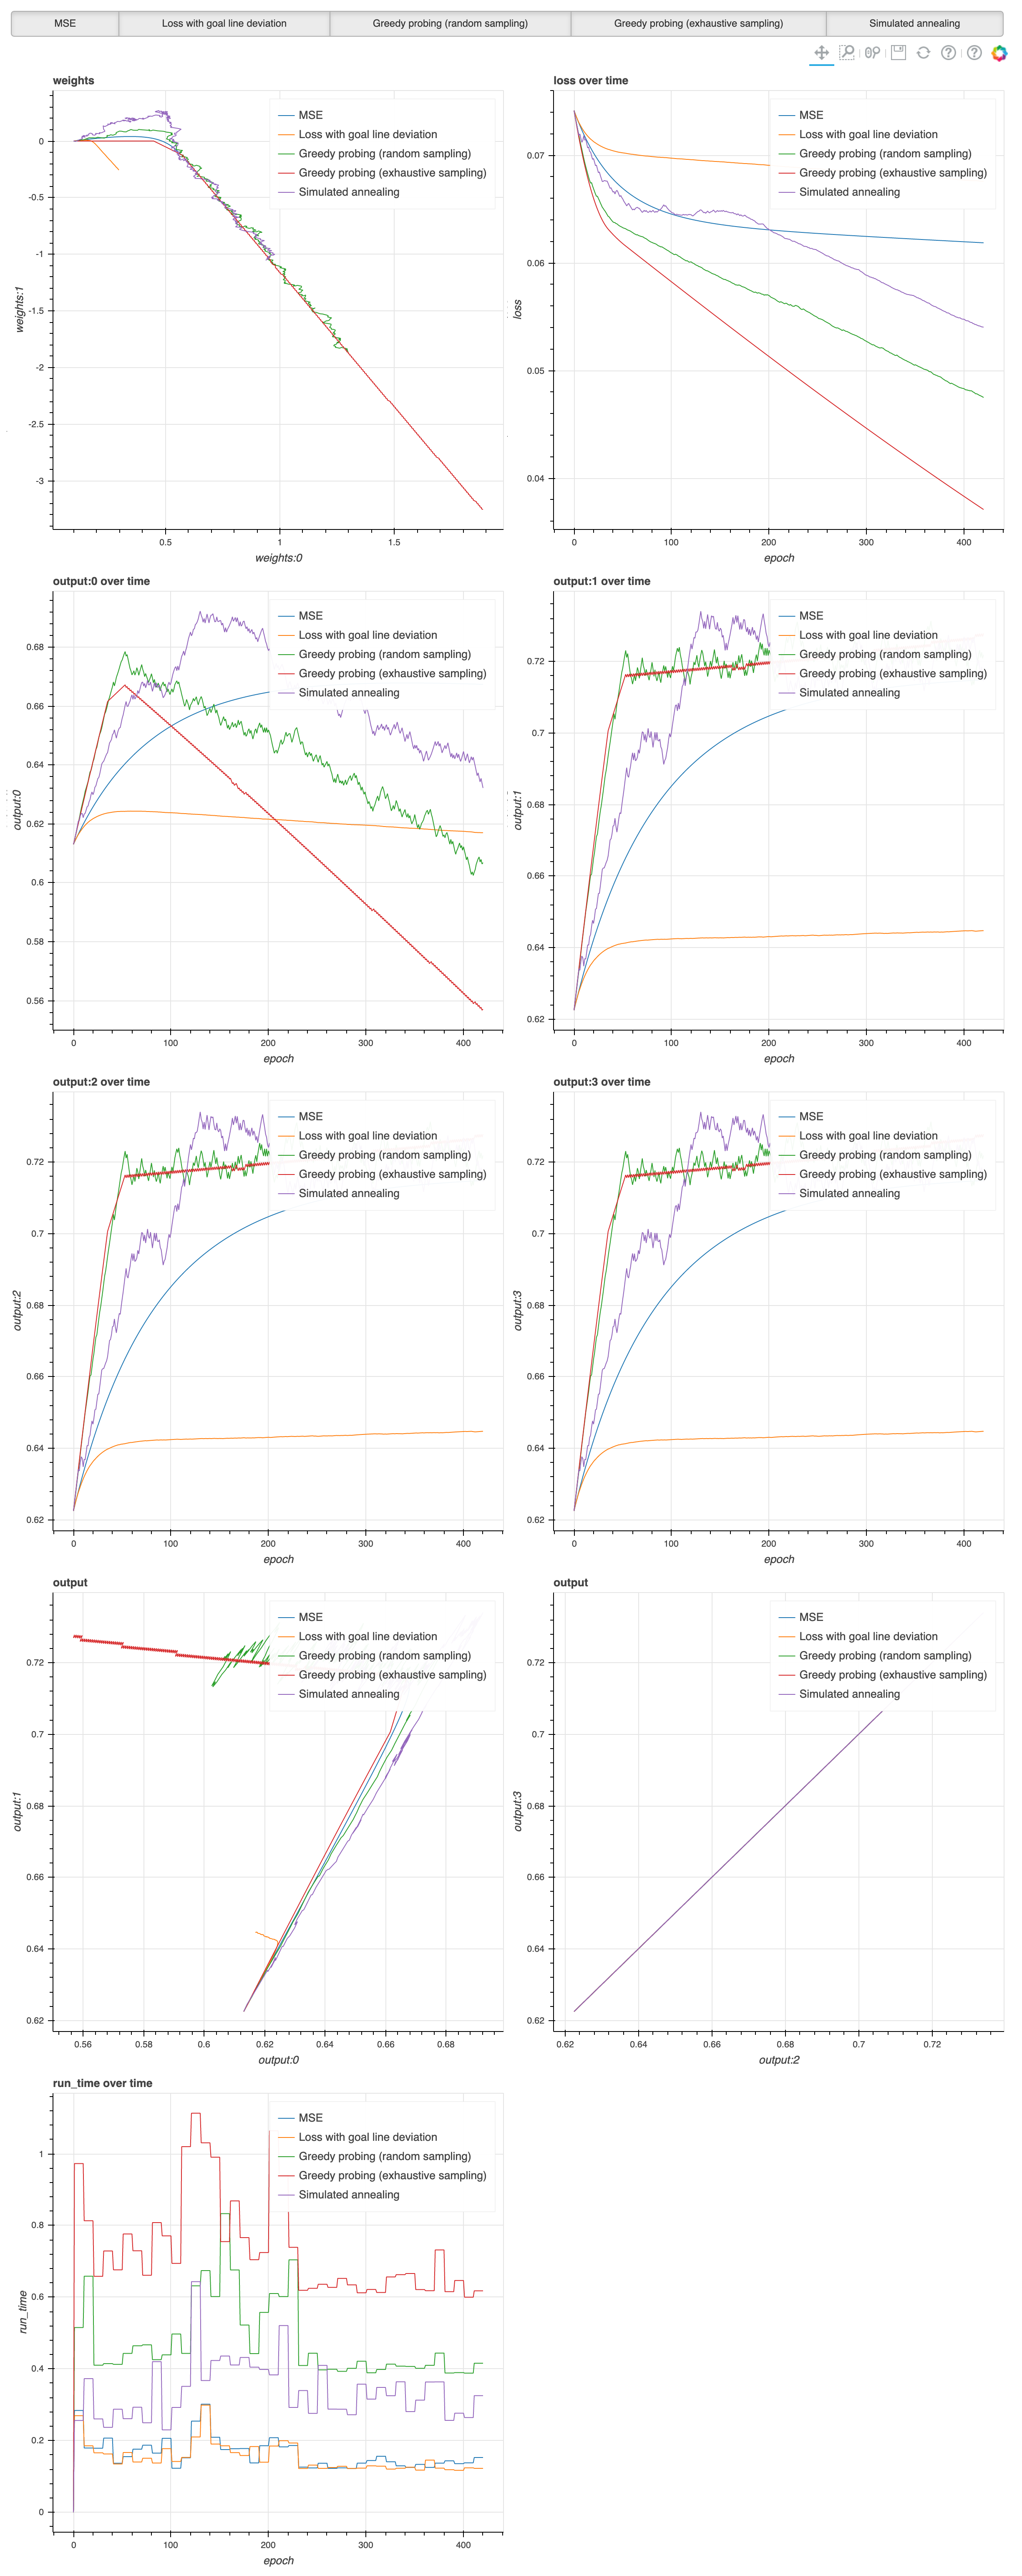 MSE Loss with goal line deviation Greedy probing (random sampling) Greedy probing (exhaustive sampling) Simulated annealing
weights
MSE
Loss with goal line deviation
Greedy probing (random sampling)
Greedy probing (exhaustive sampling)
Simulated annealing
0
-0.5
-1
-1.5
-2
-2.5
-3
weights:1
0.5 1 1.5
weights:0
loss over time
MSE
Loss with goal line deviation
Greedy probing (random sampling)
Greedy probing (exhaustive sampling)
Simulated annealing
0.07
0.06
0.05
0.04
loss
0 100 200 300 400
epoch
output:0 over time
MSE
Loss with goal line deviation
Greedy probing (random sampling)
Greedy probing (exhaustive sampling)
Simulated annealing
0.68
0.66
0.64
0.62
0.6
0.58
0.56
output:0
0 100 200 300 400
epoch
output:1 over time
MSE
Loss with goal line deviation
Greedy probing (random sampling)
Greedy probing (exhaustive sampling)
Simulated annealing
0.72
0.7
0.68
0.66
0.64
0.62
output:1
0 100 200 300 400
epoch
output:2 over time
MSE
Loss with goal line deviation
Greedy probing (random sampling)
Greedy probing (exhaustive sampling)
Simulated annealing
0.72
0.7
0.68
0.66
0.64
0.62
output:2
0 100 200 300 400
epoch
output:3 over time
MSE
Loss with goal line deviation
Greedy probing (random sampling)
Greedy probing (exhaustive sampling)
Simulated annealing
0.72
0.7
0.68
0.66
0.64
0.62
output:3
0 100 200 300 400
epoch
output
MSE
Loss with goal line deviation
Greedy probing (random sampling)
Greedy probing (exhaustive sampling)
Simulated annealing
0.72
0.7
0.68
0.66
0.64
0.62
output:1
0.56 0.58 0.6 0.62 0.64 0.66 0.68
output:0
output
MSE
Loss with goal line deviation
Greedy probing (random sampling)
Greedy probing (exhaustive sampling)
Simulated annealing
0.72
0.7
0.68
0.66
0.64
0.62
output:3
0.62 0.64 0.66 0.68 0.7 0.72
output:2
run_time over time
MSE
Loss with goal line deviation
Greedy probing (random sampling)
Greedy probing (exhaustive sampling)
Simulated annealing
1
0.8
0.6
0.4
0.2
0
run_time
0 100 200 300 400
epoch